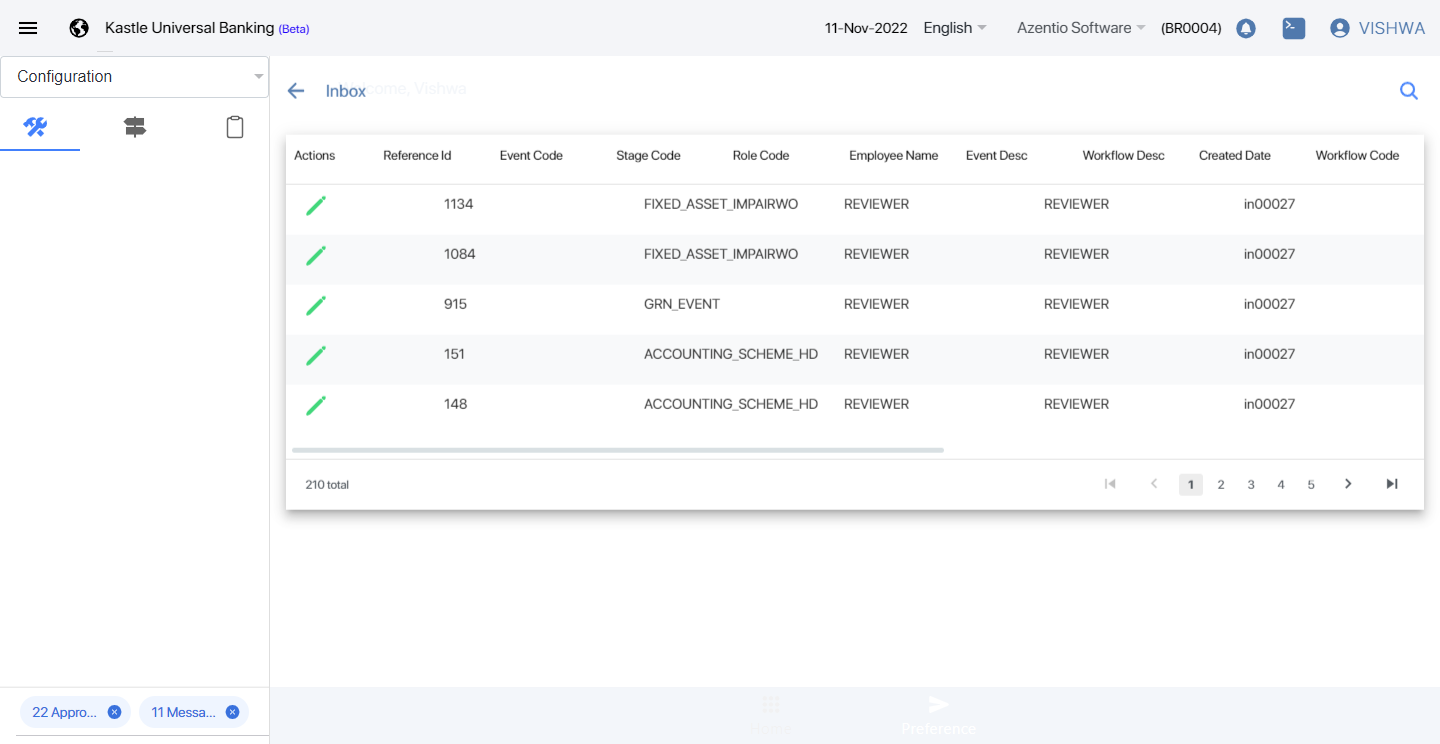 Kastle Universal Banking (Beta) 11-Nov-2022 English Azentio Software (BR0004) VISHWA
Configuration
Inbox
come, Vishwa
Actions Reference Id Event Code Stage Code Role Code Employee Name Event Desc Workflow Desc Created Date Workflow Code
1134 FIXED_ASSET_IMPAIRWO REVIEWER REVIEWER in00027
1084 FIXED_ASSET_IMPAIRWO REVIEWER REVIEWER in00027
915 GRN_EVENT REVIEWER REVIEWER in00027
151 ACCOUNTING_SCHEME_HD REVIEWER REVIEWER in00027
148 ACCOUNTING_SCHEME_HD REVIEWER REVIEWER in00027
210 total 1 2 3 4 5
22 Appro... 11 Messa...
Home Preference